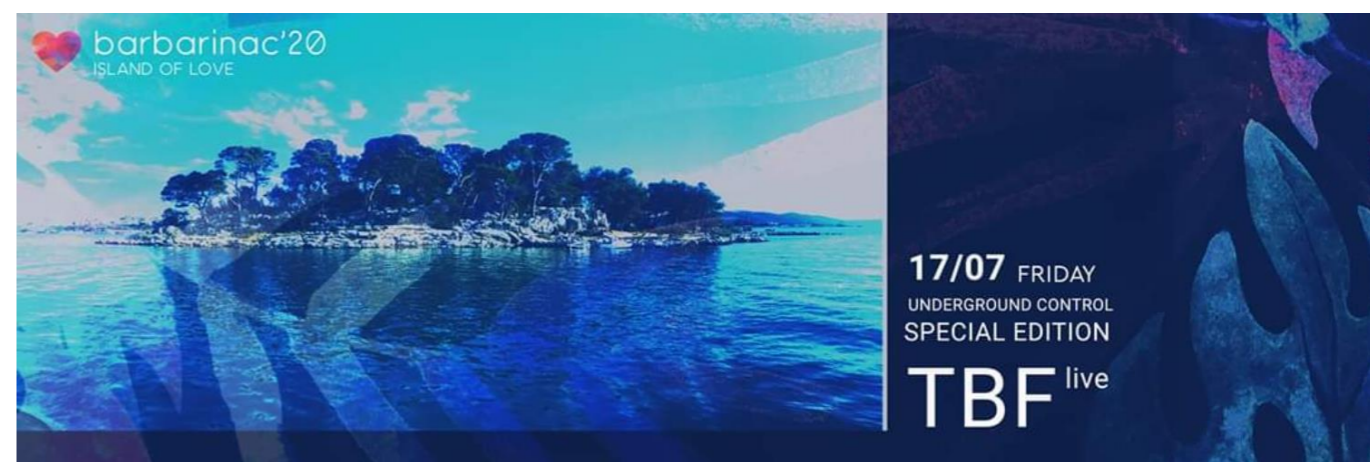 barbarinac'20
ISLAND OF LOVE
17/07 FRIDAY
UNDERGROUND CONTROL
SPECIAL EDITION
TBF live